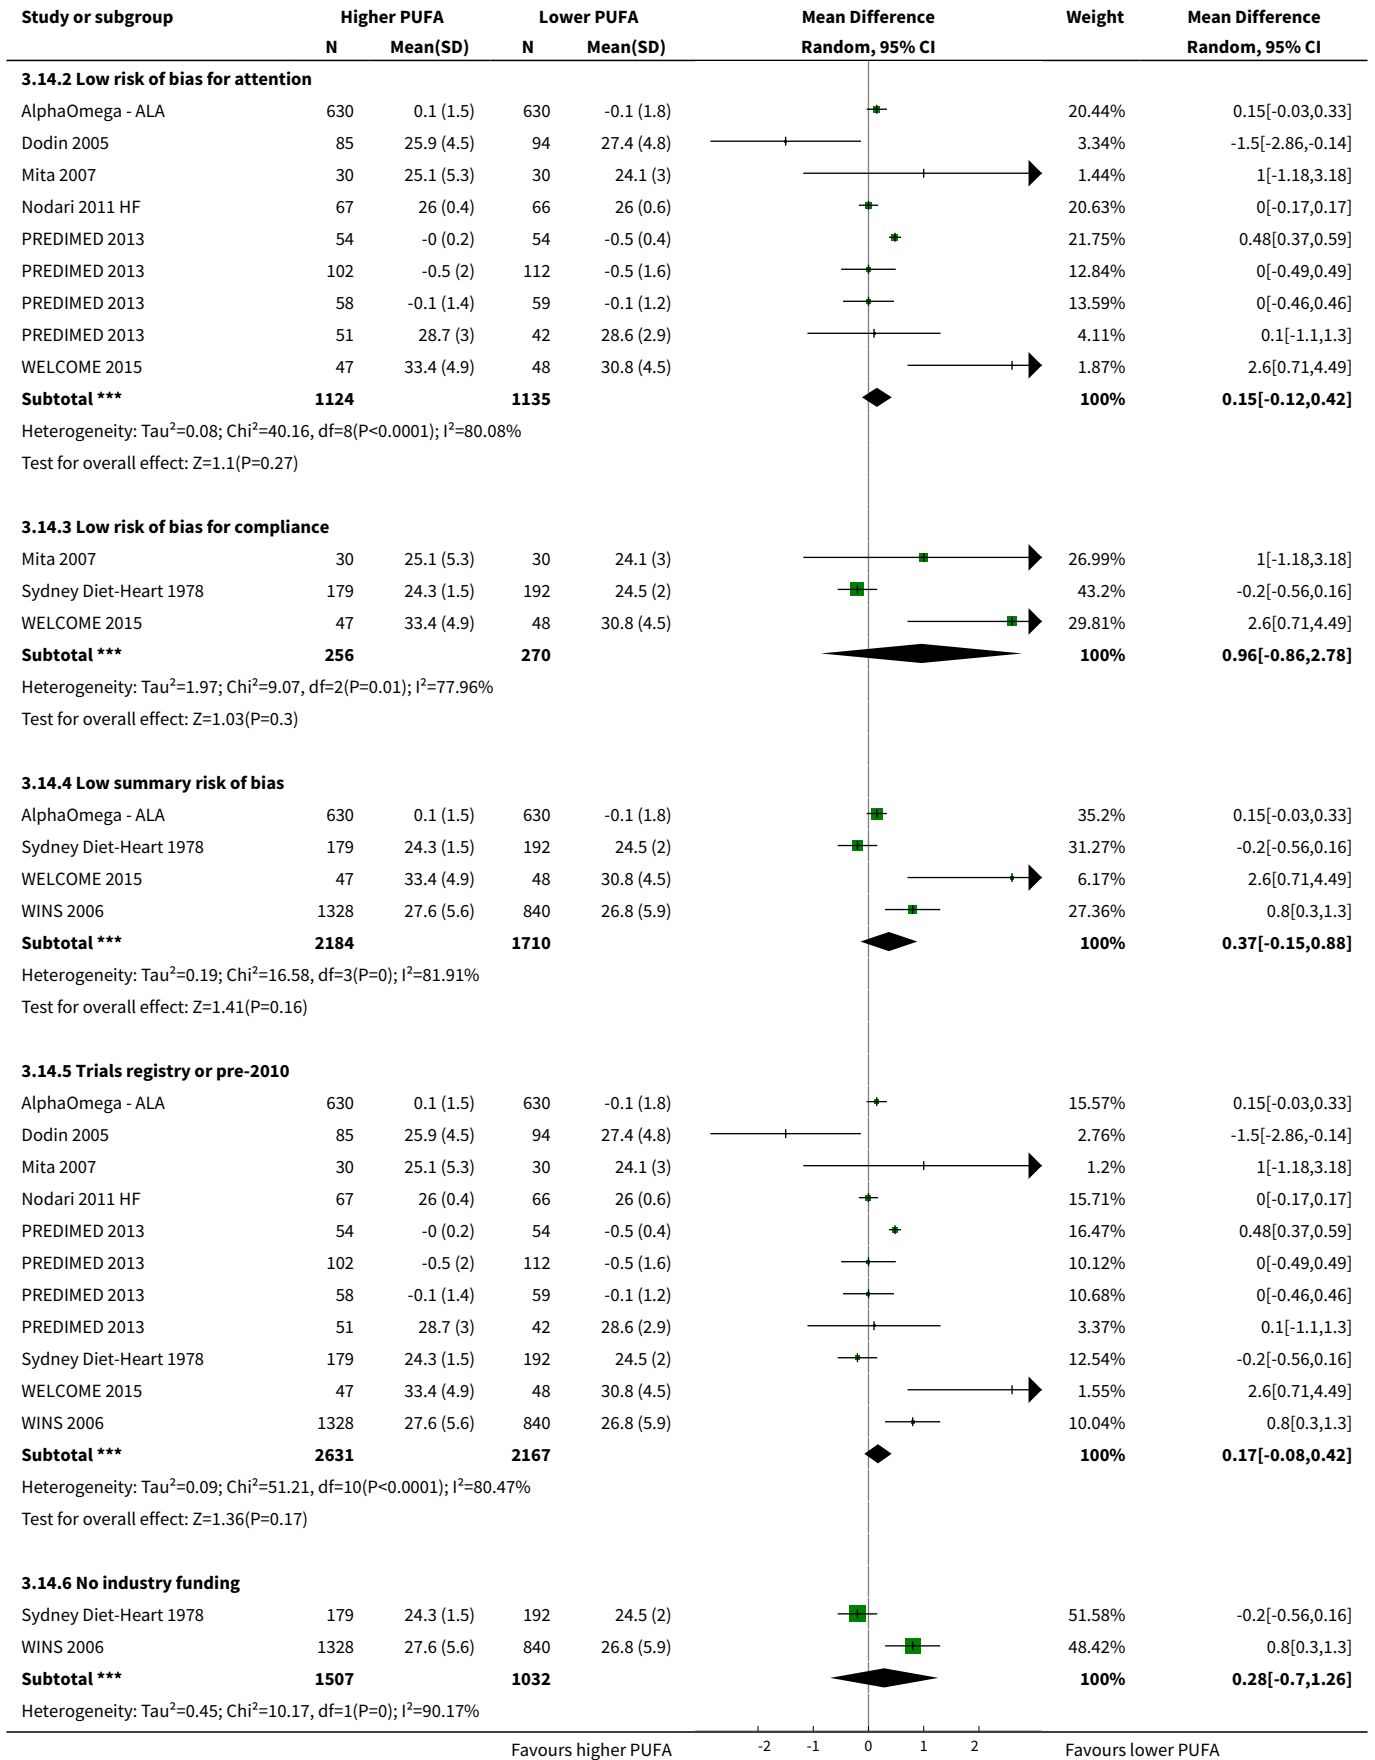 Study or subgroup Higher PUFA Lower PUFA Mean Difference Weight Mean Difference
N Mean(SD) N Mean(SD) Random, 95% CI Random, 95% CI
3.14.2 Low risk of bias for attention
AlphaOmega - ALA 630 0.1 (1.5) 630 -0.1 (1.8) 20.44% 0.15[-0.03,0.33]
Dodin 2005 85 25.9 (4.5) 94 27.4 (4.8) 3.34% -1.5[-2.86,-0.14]
Mita 2007 30 25.1 (5.3) 30 24.1 (3) 1.44% 1[-1.18,3.18]
Nodari 2011 HF 67 26 (0.4) 66 26 (0.6) 20.63% 0[-0.17,0.17]
PREDIMED 2013 54 -0 (0.2) 54 -0.5 (0.4) 21.75% 0.48[0.37,0.59]
PREDIMED 2013 102 -0.5 (2) 112 -0.5 (1.6) 12.84% 0[-0.49,0.49]
PREDIMED 2013 58 -0.1 (1.4) 59 -0.1 (1.2) 13.59% 0[-0.46,0.46]
PREDIMED 2013 51 28.7 (3) 42 28.6 (2.9) 4.11% 0.1[-1.1,1.3]
WELCOME 2015 47 33.4 (4.9) 48 30.8 (4.5) 1.87% 2.6[0.71,4.49]
Subtotal *** 1124 1135 100% 0.15[-0.12,0.42]
Heterogeneity: Tau²=0.08; Chi²=40.16, df=8(P<0.0001); I²=80.08%
Test for overall effect: Z=1.1(P=0.27)
3.14.3 Low risk of bias for compliance
Mita 2007 30 25.1 (5.3) 30 24.1 (3) 26.99% 1[-1.18,3.18]
Sydney Diet-Heart 1978 179 24.3 (1.5) 192 24.5 (2) 43.2% -0.2[-0.56,0.16]
WELCOME 2015 47 33.4 (4.9) 48 30.8 (4.5) 29.81% 2.6[0.71,4.49]
Subtotal *** 256 270 100% 0.96[-0.86,2.78]
Heterogeneity: Tau²=1.97; Chi²=9.07, df=2(P=0.01); I²=77.96%
Test for overall effect: Z=1.03(P=0.3)
3.14.4 Low summary risk of bias
AlphaOmega - ALA 630 0.1 (1.5) 630 -0.1 (1.8) 35.2% 0.15[-0.03,0.33]
Sydney Diet-Heart 1978 179 24.3 (1.5) 192 24.5 (2) 31.27% -0.2[-0.56,0.16]
WELCOME 2015 47 33.4 (4.9) 48 30.8 (4.5) 6.17% 2.6[0.71,4.49]
WINS 2006 1328 27.6 (5.6) 840 26.8 (5.9) 27.36% 0.8[0.3,1.3]
Subtotal *** 2184 1710 100% 0.37[-0.15,0.88]
Heterogeneity: Tau²=0.19; Chi²=16.58, df=3(P=0); I²=81.91%
Test for overall effect: Z=1.41(P=0.16)
3.14.5 Trials registry or pre-2010
AlphaOmega - ALA 630 0.1 (1.5) 630 -0.1 (1.8) 15.57% 0.15[-0.03,0.33]
Dodin 2005 85 25.9 (4.5) 94 27.4 (4.8) 2.76% -1.5[-2.86,-0.14]
Mita 2007 30 25.1 (5.3) 30 24.1 (3) 1.2% 1[-1.18,3.18]
Nodari 2011 HF 67 26 (0.4) 66 26 (0.6) 15.71% 0[-0.17,0.17]
PREDIMED 2013 54 -0 (0.2) 54 -0.5 (0.4) 16.47% 0.48[0.37,0.59]
PREDIMED 2013 102 -0.5 (2) 112 -0.5 (1.6) 10.12% 0[-0.49,0.49]
PREDIMED 2013 58 -0.1 (1.4) 59 -0.1 (1.2) 10.68% 0[-0.46,0.46]
PREDIMED 2013 51 28.7 (3) 42 28.6 (2.9) 3.37% 0.1[-1.1,1.3]
Sydney Diet-Heart 1978 179 24.3 (1.5) 192 24.5 (2) 12.54% -0.2[-0.56,0.16]
WELCOME 2015 47 33.4 (4.9) 48 30.8 (4.5) 1.55% 2.6[0.71,4.49]
WINS 2006 1328 27.6 (5.6) 840 26.8 (5.9) 10.04% 0.8[0.3,1.3]
Subtotal *** 2631 2167 100% 0.17[-0.08,0.42]
Heterogeneity: Tau²=0.09; Chi²=51.21, df=10(P<0.0001); I²=80.47%
Test for overall effect: Z=1.36(P=0.17)
3.14.6 No industry funding
Sydney Diet-Heart 1978 179 24.3 (1.5) 192 24.5 (2) 51.58% -0.2[-0.56,0.16]
WINS 2006 1328 27.6 (5.6) 840 26.8 (5.9) 48.42% 0.8[0.3,1.3]
Subtotal *** 1507 1032 100% 0.28[-0.7,1.26]
Heterogeneity: Tau²=0.45; Chi²=10.17, df=1(P=0); I²=90.17%
Favours higher PUFA -2 -1 0 1 2 Favours lower PUFA